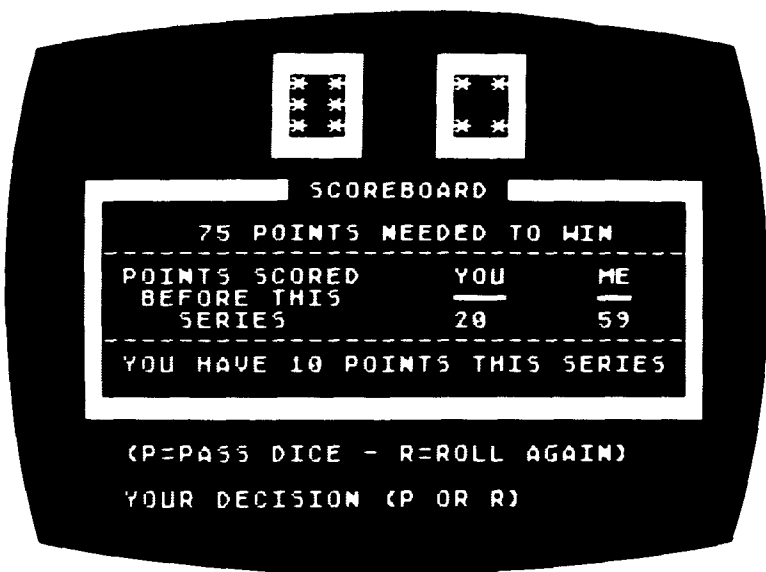 SCOREBOARD
75 POINTS NEEDED TO WIN
POINTS SCORED YOU ME
BEFORE THIS
SERIES 20 59
YOU HAVE 10 POINTS THIS SERIES
(P=PASS DICE - R=ROLL AGAIN)
YOUR DECISION (P OR R)